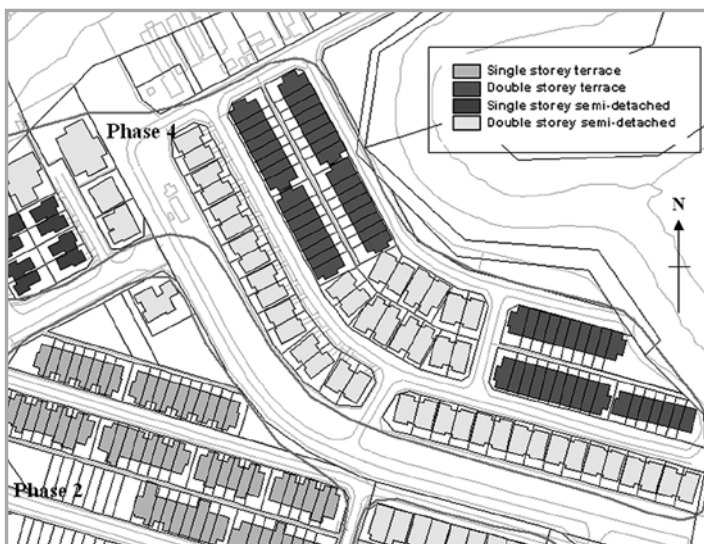 Single storey terrace
Double storey terrace
Single storey semi-detached
Double storey semi-detached
Phase 4
N
Phase 2